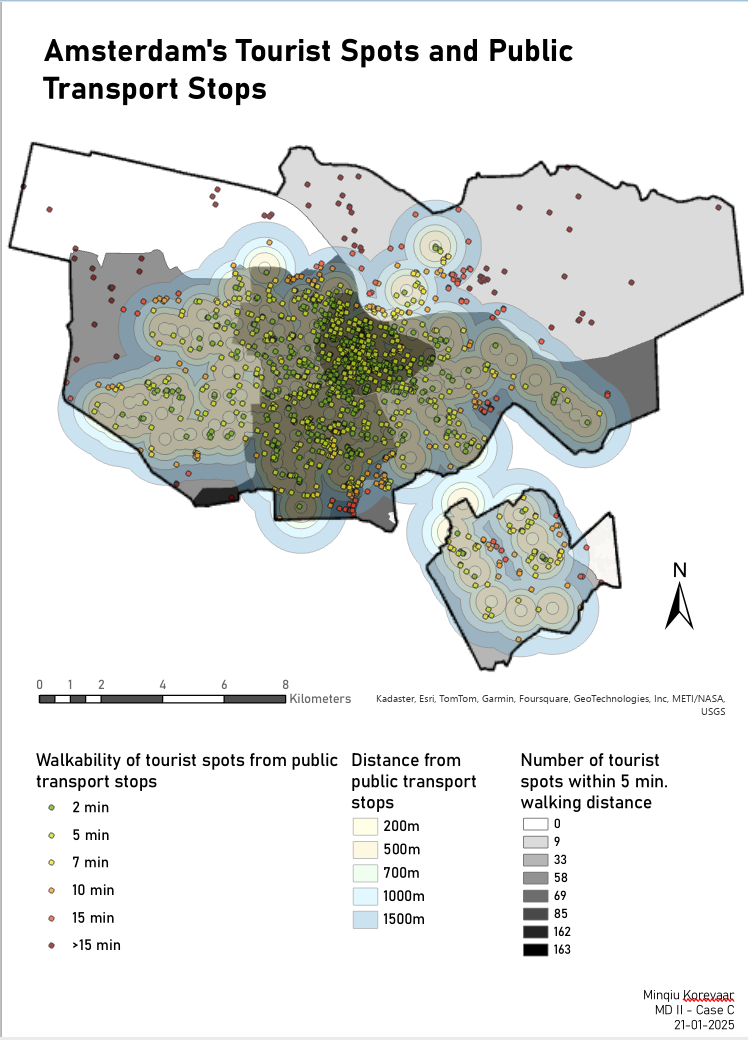 Amsterdam's Tourist Spots and Public
Transport Stops
N
0 1 2 4 6 8
Kilometers
Kadaster, Esri, TomTom, Garmin, Foursquare, GeoTechnologies, Inc, METI/NASA,
USGS
Walkability of tourist spots from public
transport stops
2 min
5 min
7 min
10 min
15 min
>15 min
Distance from
public transport
stops
200m
500m
700m
1000m
1500m
Number of tourist
spots within 5 min.
walking distance
0
9
33
58
69
85
162
163
Minqiu Korevaar
MD II - Case C
21-01-2025